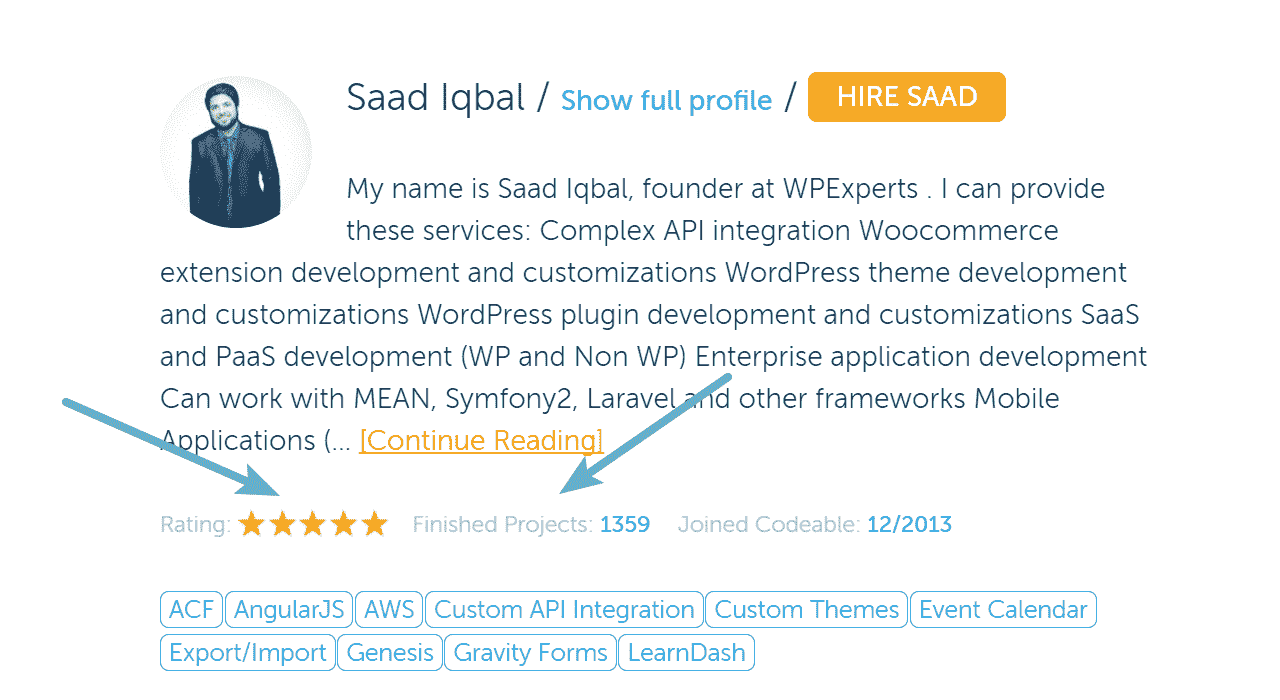 Saad Iqbal / Show full profile / HIRE SAAD
My name is Saad Iqbal, founder at WPExperts . I can provide
these services: Complex API integration Woocommerce
extension development and customizations WordPress theme development
and customizations WordPress plugin development and customizations SaaS
and PaaS development (WP and Non WP) Enterprise application development
Can work with MEAN, Symfony2, Laravel and other frameworks Mobile
Applications (... [Continue Reading]
Rating: Finished Projects: 1359 Joined Codeable: 12/2013
ACF AngularJS AWS Custom API Integration Custom Themes Event Calendar
Export/Import Genesis Gravity Forms LearnDash